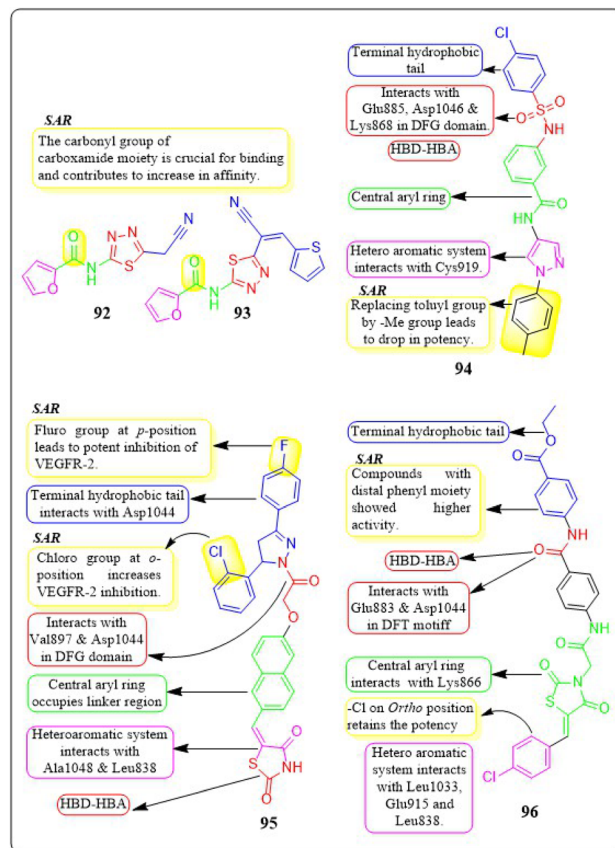 SAR
The carbonyl group of
carboxamide moiety is crucial for binding
and contributes to increase in affinity.
O
NH
N
N
S
N
O
92
N
O
NH
S
N
N
S
O
93
Cl
Terminal hydrophobic
tail
Interacts with
Glu885, Asp1046 &
Lys868 in DFG domain.
HBD-HBA
O
S
O
NH
Central aryl ring
O
HN
Hetero aromatic system
interacts with Cys919.
N
N
SAR
Replacing toluyl group
by -Me group leads
to drop in potency.
94
SAR
Fluro group at p-position
leads to potent inhibition of
VEGFR-2.
F
Terminal hydrophobic tail
interacts with Asp1044
SAR
Chloro group at o-
position increases
VEGFR-2 inhibition.
Cl
N
N
O
Interacts with
Val897 & Asp1044
in DFG domain
O
Central aryl ring
occupies linker region
Heteroaromatic system
interacts with
Ala1048 & Leu838
O
S
NH
O
HBD-HBA
95
Terminal hydrophobic tail
O
O
SAR
Compounds with
distal phenyl moiety
showed higher
activity.
NH
HBD-HBA
O
Interacts with
Glu883 & Asp1044
in DFT motiff
NH
O
Central aryl ring
interacts with Lys866
O
N
S
O
-Cl on Ortho position
retains the potency
Cl
Hetero aromatic
system interacts
with Leu1033,
Glu915 and
Leu838.
96